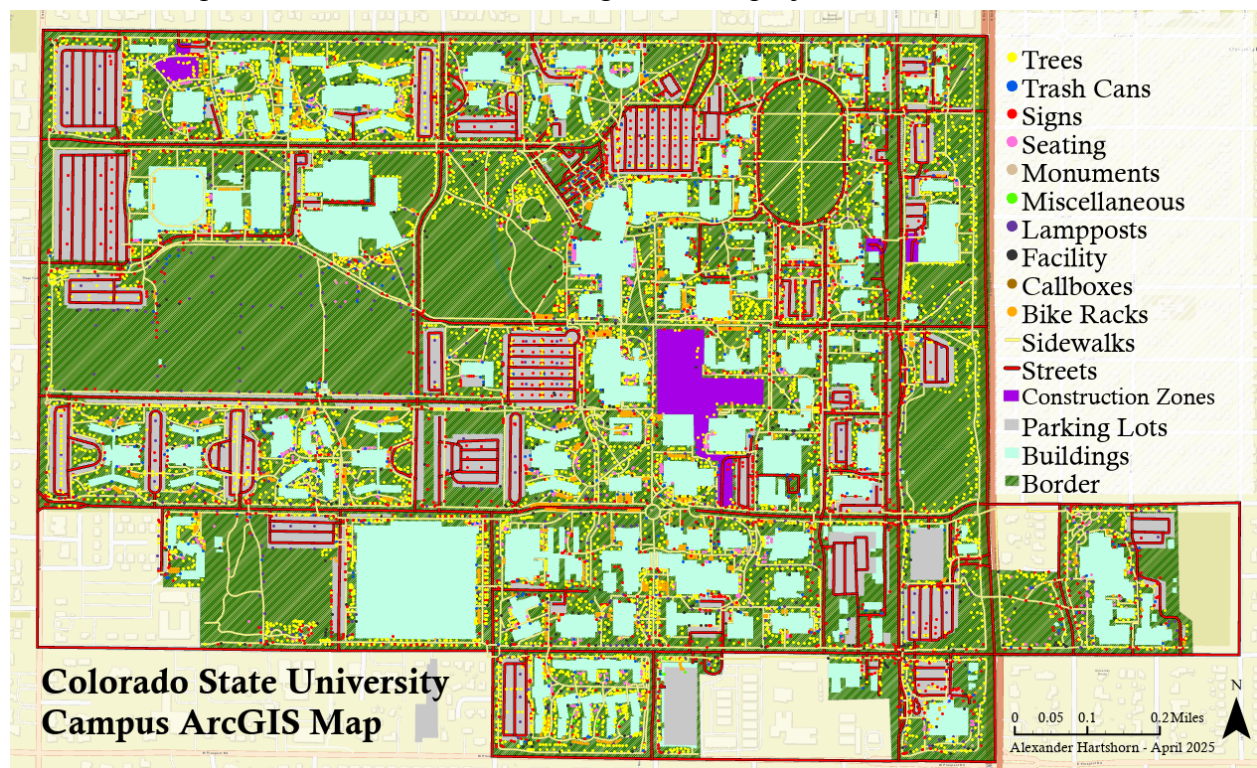 Trees
Trash Cans
Signs
Seating
Monuments
Miscellaneous
Lampposts
Facility
Callboxes
Bike Racks
Sidewalks
Streets
Construction Zones
Parking Lots
Buildings
Border
Colorado State University
Campus ArcGIS Map
N
0 0.05 0.1 0.2 Miles
Alexander Hartshorn - April 2025